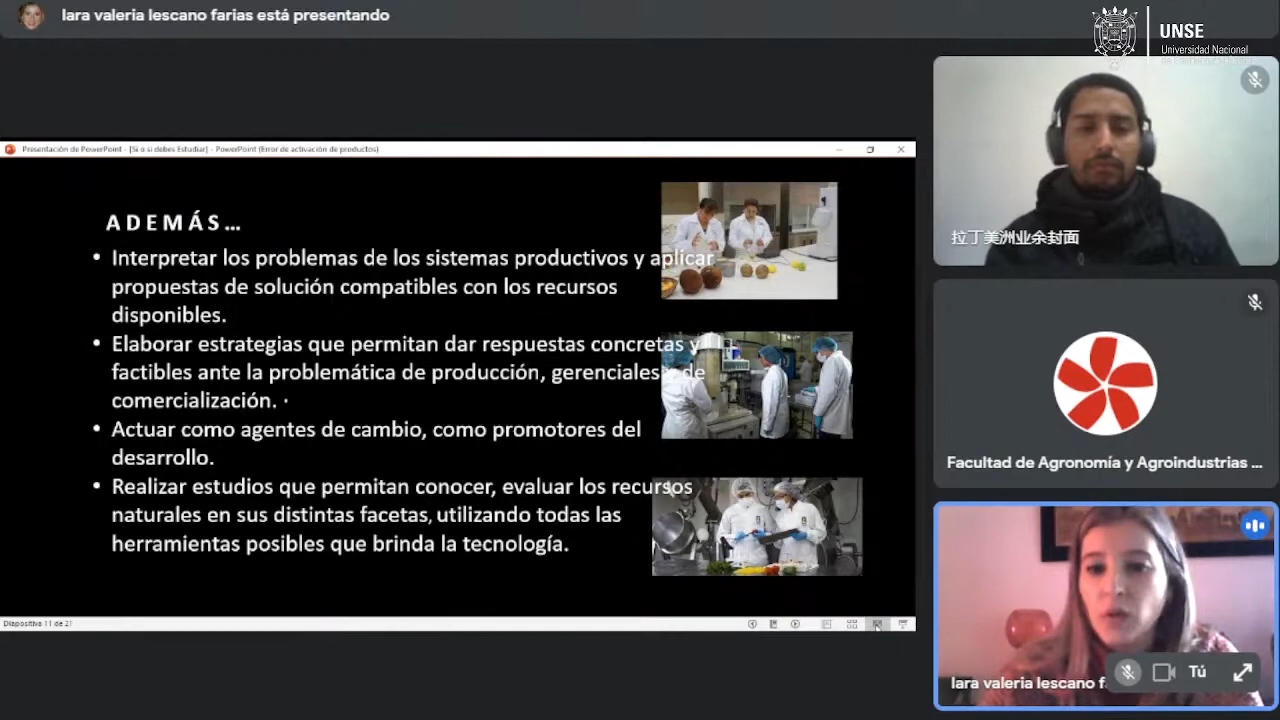 lara valeria lescano farias está presentando
UNSE
Universidad Nacional
Presentación de PowerPoint - [Si o si debes Estudiar] - PowerPoint (Error de activación de productos)
ADEMÁS...
• Interpretar los problemas de los sistemas productivos y aplicar
propuestas de solución compatibles con los recursos
disponibles.
• Elaborar estrategias que permitan dar respuestas concretas y
factibles ante la problemática de producción, gerenciales y de
comercialización. ·
• Actuar como agentes de cambio, como promotores del
desarrollo.
• Realizar estudios que permitan conocer, evaluar los recursos
naturales en sus distintas facetas, utilizando todas las
herramientas posibles que brinda la tecnología.
Diapositiva 11 de 21
拉丁美洲业余封面
Facultad de Agronomía y Agroindustrias ...
lara valeria lescano f
Tú